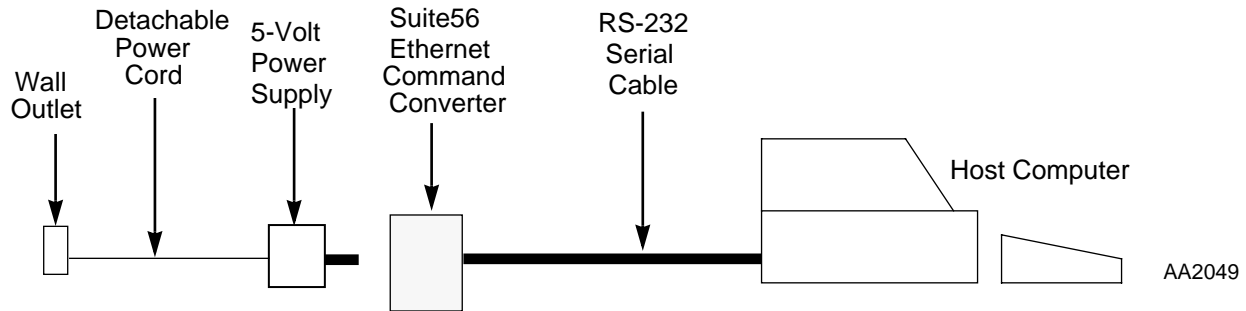 Wall
Outlet
Detachable
Power
Cord
5-Volt
Power
Supply
Suite56
Ethernet
Command
Converter
RS-232
Serial
Cable
Host Computer
AA2049